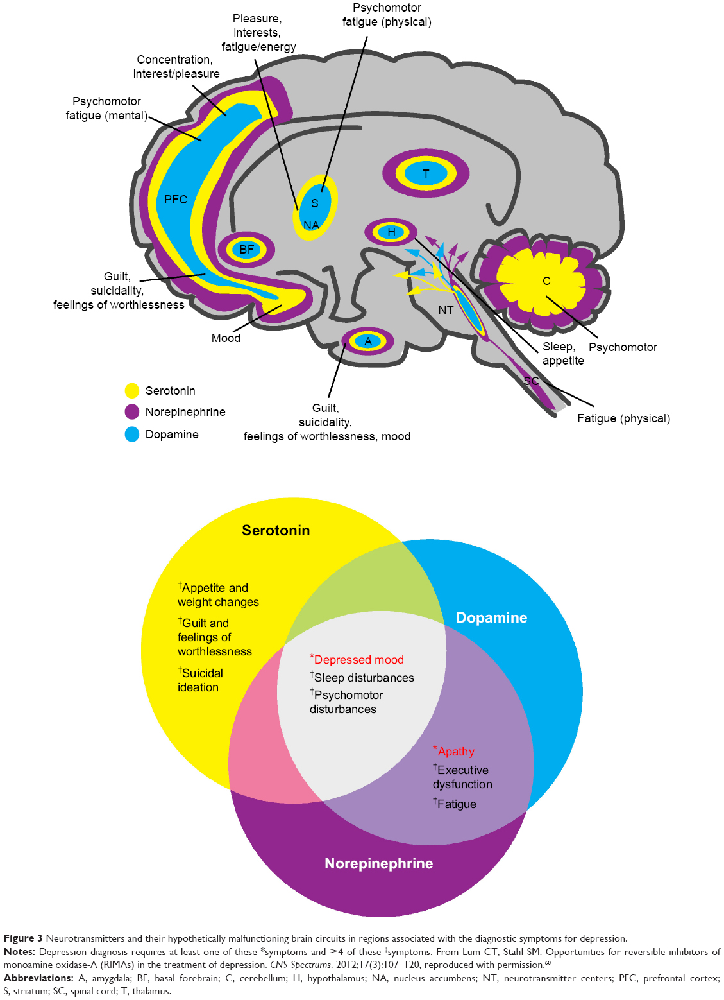 Psychomotor
fatigue (physical)
Pleasure,
interests,
fatigue/energy
Concentration,
interest/pleasure
Psychomotor
fatigue (mental)
T
S
PFC
NA
H
BF
C
Guilt,
suicidality,
feelings of worthlessness
NT
Mood
A
Sleep,
appetite
Psychomotor
SC
Serotonin
Norepinephrine
Dopamine
Guilt,
suicidality,
feelings of worthlessness, mood
Fatigue (physical)
Serotonin
†Appetite and
weight changes
†Guilt and
feelings of
worthlessness
†Suicidal
ideation
Dopamine
*Depressed mood
†Sleep disturbances
†Psychomotor
disturbances
*Apathy
†Executive
dysfunction
†Fatigue
Norepinephrine
Figure 3 Neurotransmitters and their hypothetically malfunctioning brain circuits in regions associated with the diagnostic symptoms for depression.
Notes: Depression diagnosis requires at least one of these *symptoms and ≥4 of these †symptoms. From Lum CT, Stahl SM. Opportunities for reversible inhibitors of
monoamine oxidase-A (RIMAs) in the treatment of depression. CNS Spectrums. 2012;17(3):107–120, reproduced with permission.60
Abbreviations: A, amygdala; BF, basal forebrain; C, cerebellum; H, hypothalamus; NA, nucleus accumbens; NT, neurotransmitter centers; PFC, prefrontal cortex;
S, striatum; SC, spinal cord; T, thalamus.